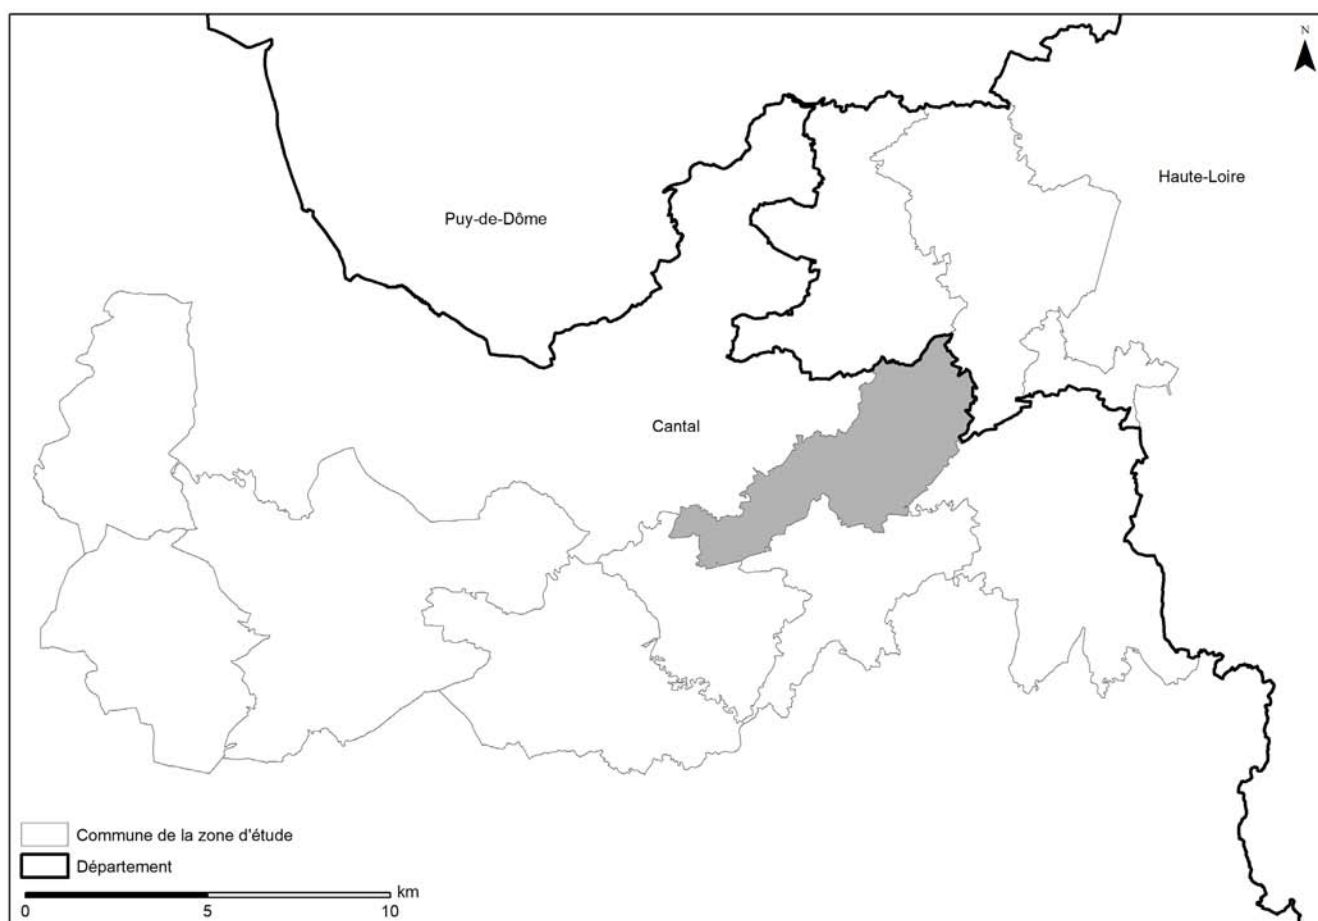 N
Haute-Loire
Puy-de-Dôme
Cantal
Commune de la zone d'étude
Département
km
0 5 10